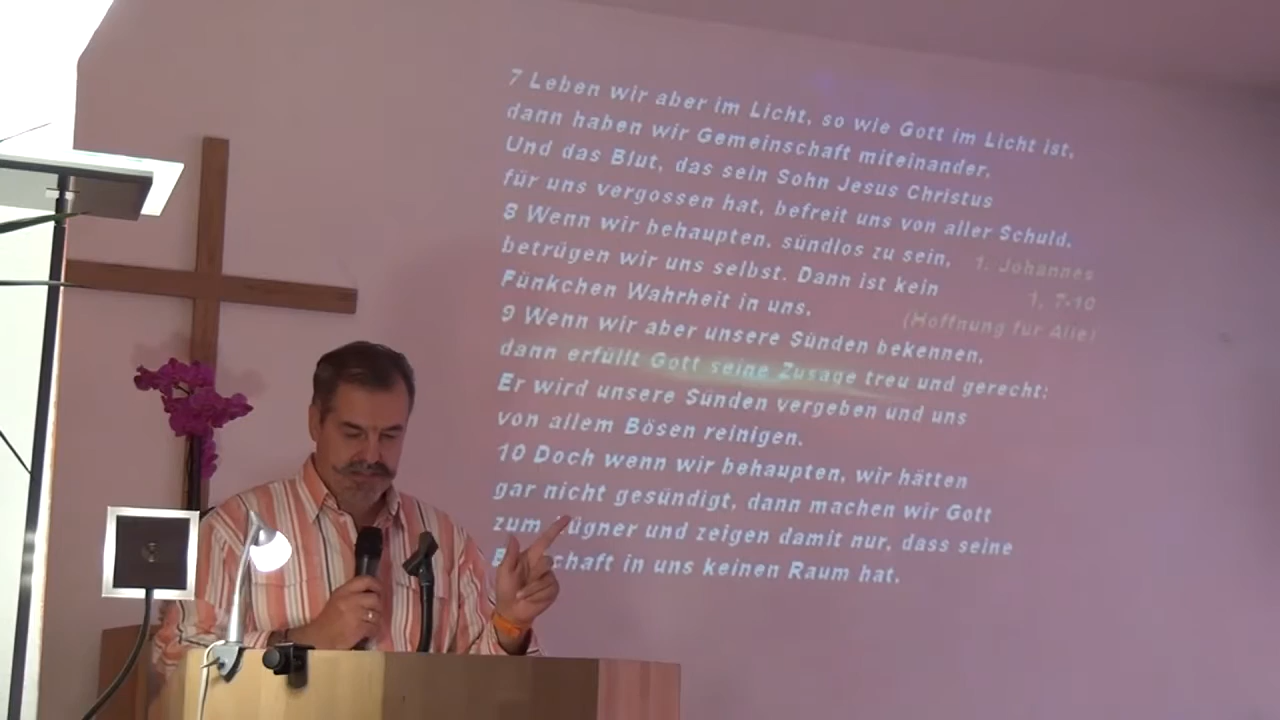 7 Leben wir aber im Licht, so wie Gott im Licht ist,
dann haben wir Gemeinschaft miteinander.
Und das Blut, das sein Sohn Jesus Christus
für uns vergossen hat, befreit uns von aller Schuld.
8 Wenn wir behaupten, sündlos zu sein,
betrügen wir uns selbst. Dann ist kein
Fünkchen Wahrheit in uns.
9 Wenn wir aber unsere Sünden bekennen,
dann erfüllt Gott seine Zusage treu und gerecht:
Er wird unsere Sünden vergeben und uns
von allem Bösen reinigen.
10 Doch wenn wir behaupten, wir hätten
gar nicht gesündigt, dann machen wir Gott
zum Lügner und zeigen damit nur, dass seine
Botschaft in uns keinen Raum hat.
1. Johannes
1, 7-10
(Hoffnung für Alle)